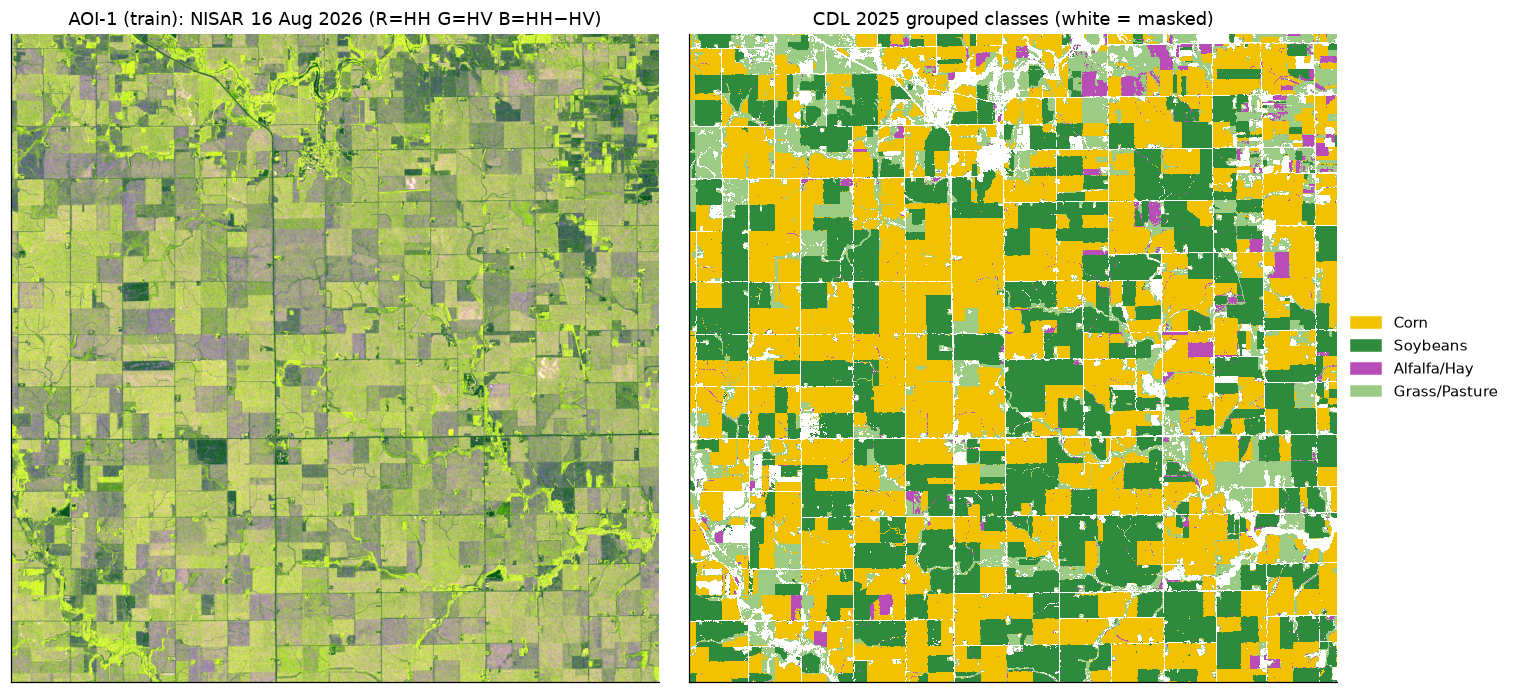 AOI-1 (train): NISAR 16 Aug 2026 (R=HH G=HV B=HH−HV)
CDL 2025 grouped classes (white = masked)
Corn
Soybeans
Alfalfa/Hay
Grass/Pasture